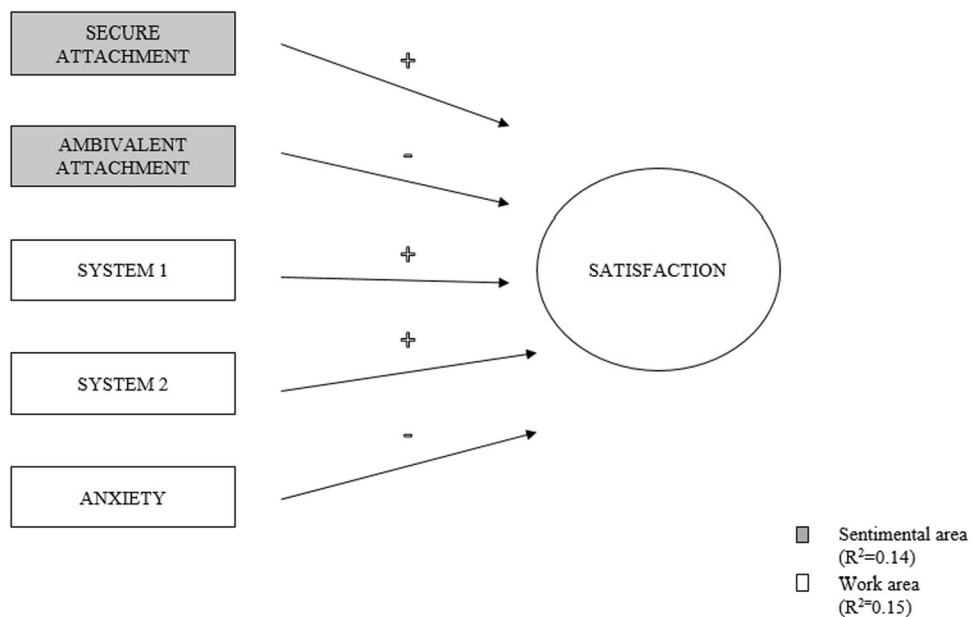 SECURE
ATTACHMENT
+
AMBIVALENT
ATTACHMENT
-
SYSTEM 1
+
SATISFACTION
SYSTEM 2
+
ANXIETY
-
Sentimental area
(R²=0.14)
Work area
(R²⁼0.15)